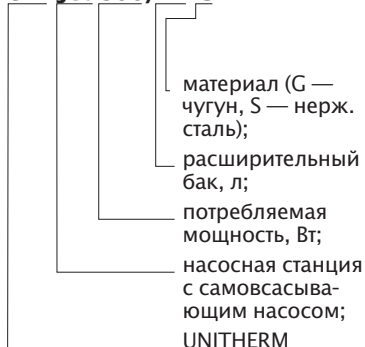 материал (G —
чугун, S — нерж.
сталь);
расширительный
бак, л;
потребляемая
мощность, Вт;
насосная станция
с самовсасыва-
ющим насосом;
UNITHERM